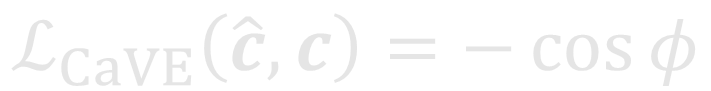 ℒ_CaVE(ĉ, c) = − cos ϕ